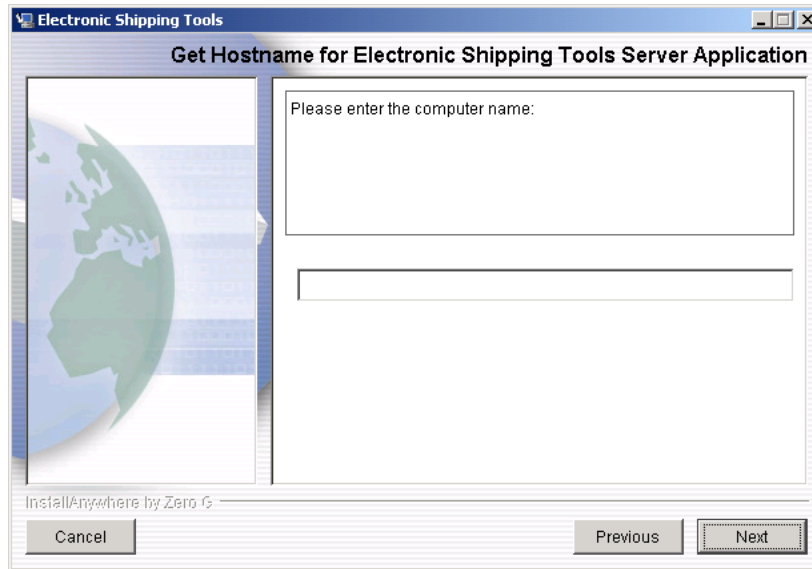 Electronic Shipping Tools
Get Hostname for Electronic Shipping Tools Server Application
Please enter the computer name:
InstallAnywhere by Zero G
Cancel
Previous
Next